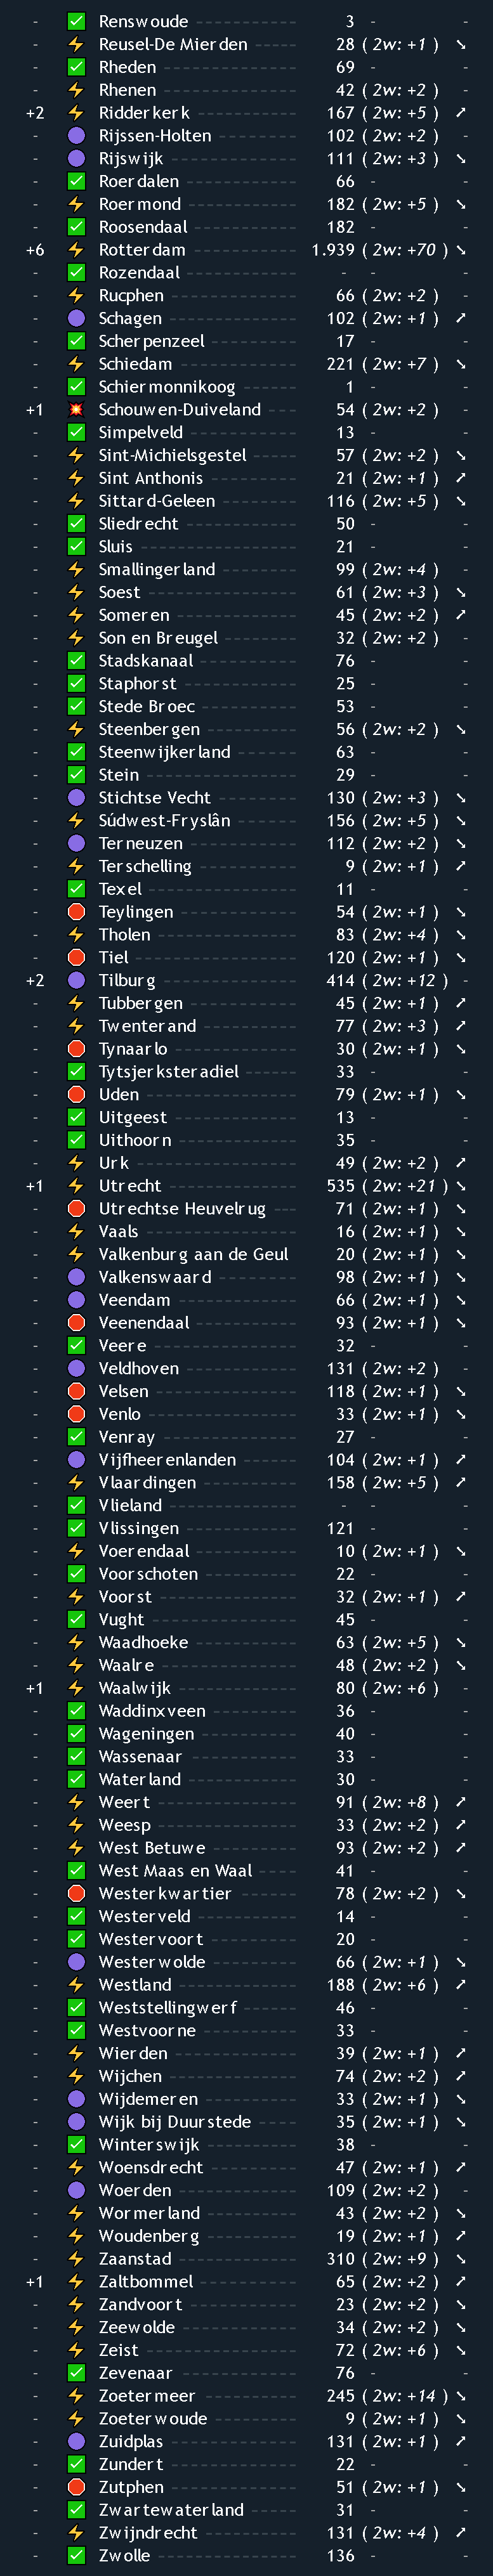 - ✅ Renswoude ------------ 3 - -
- ⚡ Reusel-De Mierden ----- 28 ( 2w: +1 ) ➘
- ✅ Rheden --------------- 69 - -
- ⚡ Rhenen --------------- 42 ( 2w: +2 ) -
+2 ⚡ Ridderkerk ----------- 167 ( 2w: +5 ) ➚
- 🟣 Rijssen-Holten --------- 102 ( 2w: +2 ) -
- 🟣 Rijswijk -------------- 111 ( 2w: +3 ) ➘
- ✅ Roerdalen ------------ 66 - -
- ⚡ Roermond ------------ 182 ( 2w: +5 ) ➘
- ✅ Roosendaal ----------- 182 - -
+6 ⚡ Rotterdam ------------ 1.939 ( 2w: +70 ) ➘
- ✅ Rozendaal ------------ - - -
- ⚡ Rucphen -------------- 66 ( 2w: +2 ) -
- 🟣 Schagen -------------- 102 ( 2w: +1 ) ➚
- ✅ Scherpenzeel --------- 17 - -
- ⚡ Schiedam ------------- 221 ( 2w: +7 ) ➘
- ✅ Schiermonnikoog ------ 1 - -
+1 💥 Schouwen-Duiveland --- 54 ( 2w: +2 ) -
- ✅ Simpelveld ----------- 13 - -
- ⚡ Sint-Michielsgestel ----- 57 ( 2w: +2 ) ➘
- ⚡ Sint Anthonis ---------- 21 ( 2w: +1 ) ➚
- ⚡ Sittard-Geleen --------- 116 ( 2w: +5 ) ➘
- ✅ Sliedrecht ------------ 50 - -
- ✅ Sluis ----------------- 21 - -
- ⚡ Smallingerland -------- 99 ( 2w: +4 ) -
- ⚡ Soest ----------------- 61 ( 2w: +3 ) ➘
- ⚡ Someren ------------- 45 ( 2w: +2 ) ➚
- ⚡ Son en Breugel -------- 32 ( 2w: +2 ) -
- ✅ Stadskanaal ----------- 76 - -
- ✅ Staphorst ------------- 25 - -
- ✅ Stede Broec ----------- 53 - -
- ⚡ Steenbergen ---------- 56 ( 2w: +2 ) ➘
- ✅ Steenwijkerland ------- 63 - -
- ✅ Stein ----------------- 29 - -
- 🟣 Stichtse Vecht --------- 130 ( 2w: +3 ) ➘
- ⚡ Súdwest-Fryslân ------- 156 ( 2w: +5 ) ➘
- 🟣 Terneuzen ------------ 112 ( 2w: +2 ) ➘
- ⚡ Terschelling ----------- 9 ( 2w: +1 ) ➚
- ✅ Texel ----------------- 11 - -
- 🛑 Teylingen ------------- 54 ( 2w: +1 ) ➘
- ⚡ Tholen ---------------- 83 ( 2w: +4 ) ➘
- 🛑 Tiel ------------------- 120 ( 2w: +1 ) ➘
+2 🟣 Tilburg --------------- 414 ( 2w: +12 ) -
- ⚡ Tubbergen ------------ 45 ( 2w: +1 ) ➚
- ⚡ Twenterand ----------- 77 ( 2w: +3 ) ➚
- 🛑 Tynaarlo ------------- 30 ( 2w: +1 ) ➘
- ✅ Tytsjerksteradiel ------ 33 - -
- 🛑 Uden ----------------- 79 ( 2w: +1 ) ➘
- ✅ Uitgeest -------------- 13 - -
- ✅ Uithoorn ------------- 35 - -
- ⚡ Urk ------------------ 49 ( 2w: +2 ) ➚
+1 ⚡ Utrecht --------------- 535 ( 2w: +21 ) ➘
- 🛑 Utrechtse Heuvelrug --- 71 ( 2w: +1 ) ➘
- ⚡ Vaals ----------------- 16 ( 2w: +1 ) ➘
- ⚡ Valkenburg aan de Geul 20 ( 2w: +1 ) ➘
- 🟣 Valkenswaard --------- 98 ( 2w: +1 ) ➘
- 🟣 Veendam -------------- 66 ( 2w: +1 ) ➘
- 🛑 Veenendaal ----------- 93 ( 2w: +1 ) ➘
- ✅ Veere ---------------- 32 - -
- 🟣 Veldhoven ------------ 131 ( 2w: +2 ) -
- 🛑 Velsen ---------------- 118 ( 2w: +1 ) ➘
- 🛑 Venlo ----------------- 33 ( 2w: +1 ) ➘
- ✅ Venray --------------- 27 - -
- 🟣 Vijfheerenlanden ------ 104 ( 2w: +1 ) ➚
- ⚡ Vlaardingen ----------- 158 ( 2w: +5 ) ➚
- ✅ Vlieland --------------- - - -
- ✅ Vlissingen ------------- 121 - -
- ⚡ Voerendaal ----------- 10 ( 2w: +1 ) ➘
- ✅ Voorschoten ---------- 22 - -
- ⚡ Voorst --------------- 32 ( 2w: +1 ) ➚
- ✅ Vught ---------------- 45 - -
- ⚡ Waadhoeke ----------- 63 ( 2w: +5 ) ➘
- ⚡ Waalre --------------- 48 ( 2w: +2 ) ➘
+1 ⚡ Waalwijk ------------- 80 ( 2w: +6 ) -
- ✅ Waddinxveen --------- 36 - -
- ✅ Wageningen ---------- 40 - -
- ✅ Wassenaar ------------ 33 - -
- ✅ Waterland ------------ 30 - -
- ⚡ Weert ---------------- 91 ( 2w: +8 ) ➚
- ⚡ Weesp ---------------- 33 ( 2w: +2 ) ➚
- ⚡ West Betuwe ---------- 93 ( 2w: +2 ) ➚
- ✅ West Maas en Waal ---- 41 - -
- 🛑 Westerkwartier ------- 78 ( 2w: +2 ) ➘
- ✅ Westerveld ----------- 14 - -
- ✅ Westervoort ---------- 20 - -
- 🟣 Westerwolde ---------- 66 ( 2w: +1 ) ➘
- ⚡ Westland ------------- 188 ( 2w: +6 ) ➚
- ✅ Weststellingwerf ------ 46 - -
- ✅ Westvoorne ----------- 33 - -
- ⚡ Wierden -------------- 39 ( 2w: +1 ) ➚
- ⚡ Wijchen -------------- 74 ( 2w: +2 ) ➚
- 🟣 Wijdemeren ---------- 33 ( 2w: +1 ) ➘
- 🟣 Wijk bij Duurstede ----- 35 ( 2w: +1 ) ➘
- ✅ Winterswijk ---------- 38 - -
- ⚡ Woensdrecht ---------- 47 ( 2w: +1 ) ➚
- 🟣 Woerden ------------- 109 ( 2w: +2 ) -
- ⚡ Wormerland ---------- 43 ( 2w: +2 ) ➘
- ⚡ Woudenberg ---------- 19 ( 2w: +1 ) ➚
- ⚡ Zaanstad ------------- 310 ( 2w: +9 ) ➘
+1 ⚡ Zaltbommel ----------- 65 ( 2w: +2 ) ➚
- ⚡ Zandvoort ------------ 23 ( 2w: +2 ) ➘
- ⚡ Zeewolde ------------- 34 ( 2w: +2 ) ➘
- ⚡ Zeist ----------------- 72 ( 2w: +6 ) ➘
- ✅ Zevenaar ------------- 76 - -
- ⚡ Zoetermeer ----------- 245 ( 2w: +14 ) ➘
- ⚡ Zoeterwoude ---------- 9 ( 2w: +1 ) ➘
- 🟣 Zuidplas -------------- 131 ( 2w: +1 ) ➚
- ✅ Zundert -------------- 22 - -
- 🛑 Zutphen -------------- 51 ( 2w: +1 ) ➘
- ✅ Zwartewaterland ------ 31 - -
- ⚡ Zwijndrecht ---------- 131 ( 2w: +4 ) ➚
- ✅ Zwolle --------------- 136 - -